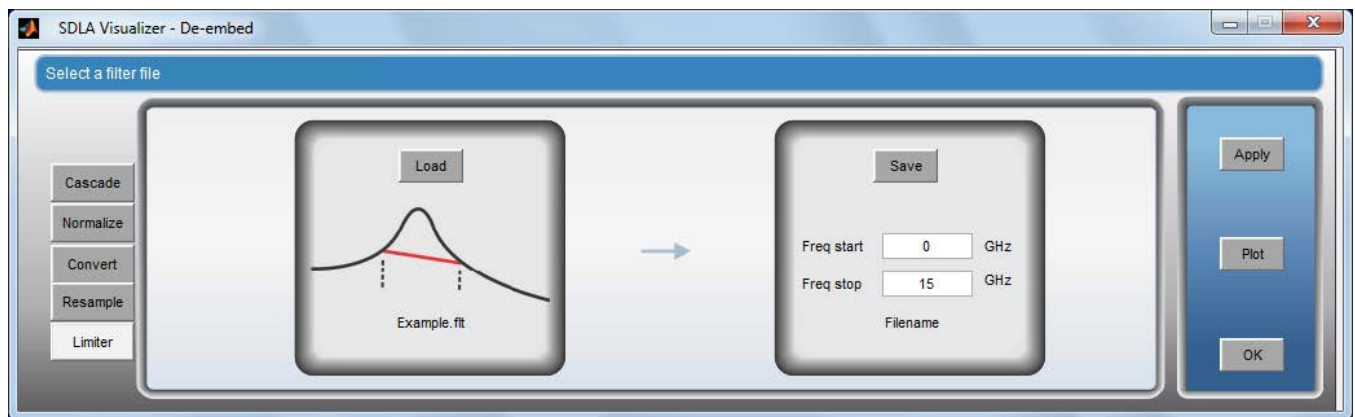 SDLA Visualizer - De-embed
Select a filter file
Cascade
Normalize
Convert
Resample
Limiter
Load
Example.flt
Save
Freq start 0 GHz
Freq stop 15 GHz
Filename
Apply
Plot
OK